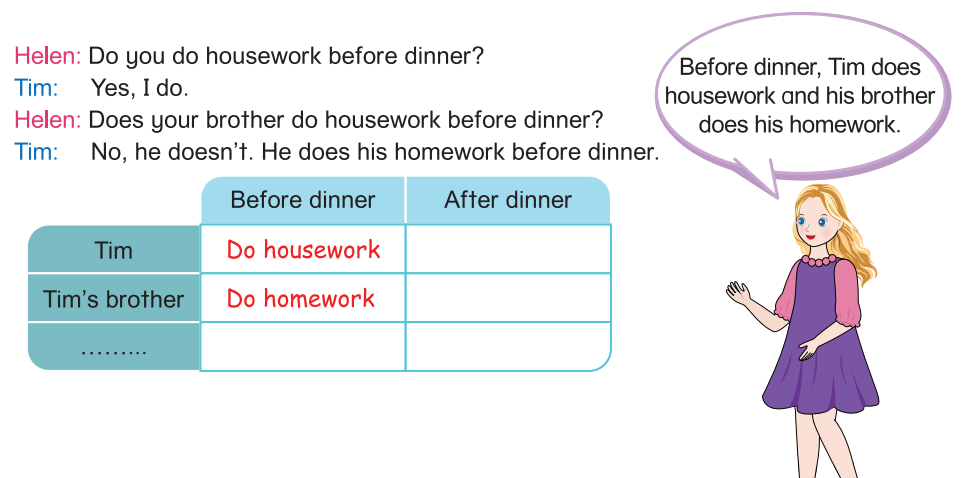 Helen: Do you do housework before dinner?
Tim: Yes, I do.
Helen: Does your brother do housework before dinner?
Tim: No, he doesn't. He does his homework before dinner.
Before dinner, Tim does
housework and his brother
does his homework.
Before dinner After dinner
Tim Do housework
Tim's brother Do homework
.........